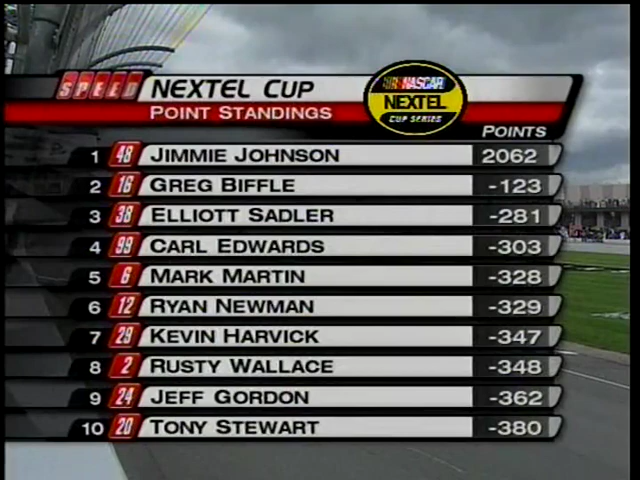 SPEED NEXTEL CUP
POINT STANDINGS
NASCAR
NEXTEL
CUP SERIES
POINTS
1 48 JIMMIE JOHNSON 2062
2 16 GREG BIFFLE -123
3 38 ELLIOTT SADLER -281
4 99 CARL EDWARDS -303
5 6 MARK MARTIN -328
6 12 RYAN NEWMAN -329
7 29 KEVIN HARVICK -347
8 2 RUSTY WALLACE -348
9 24 JEFF GORDON -362
10 20 TONY STEWART -380